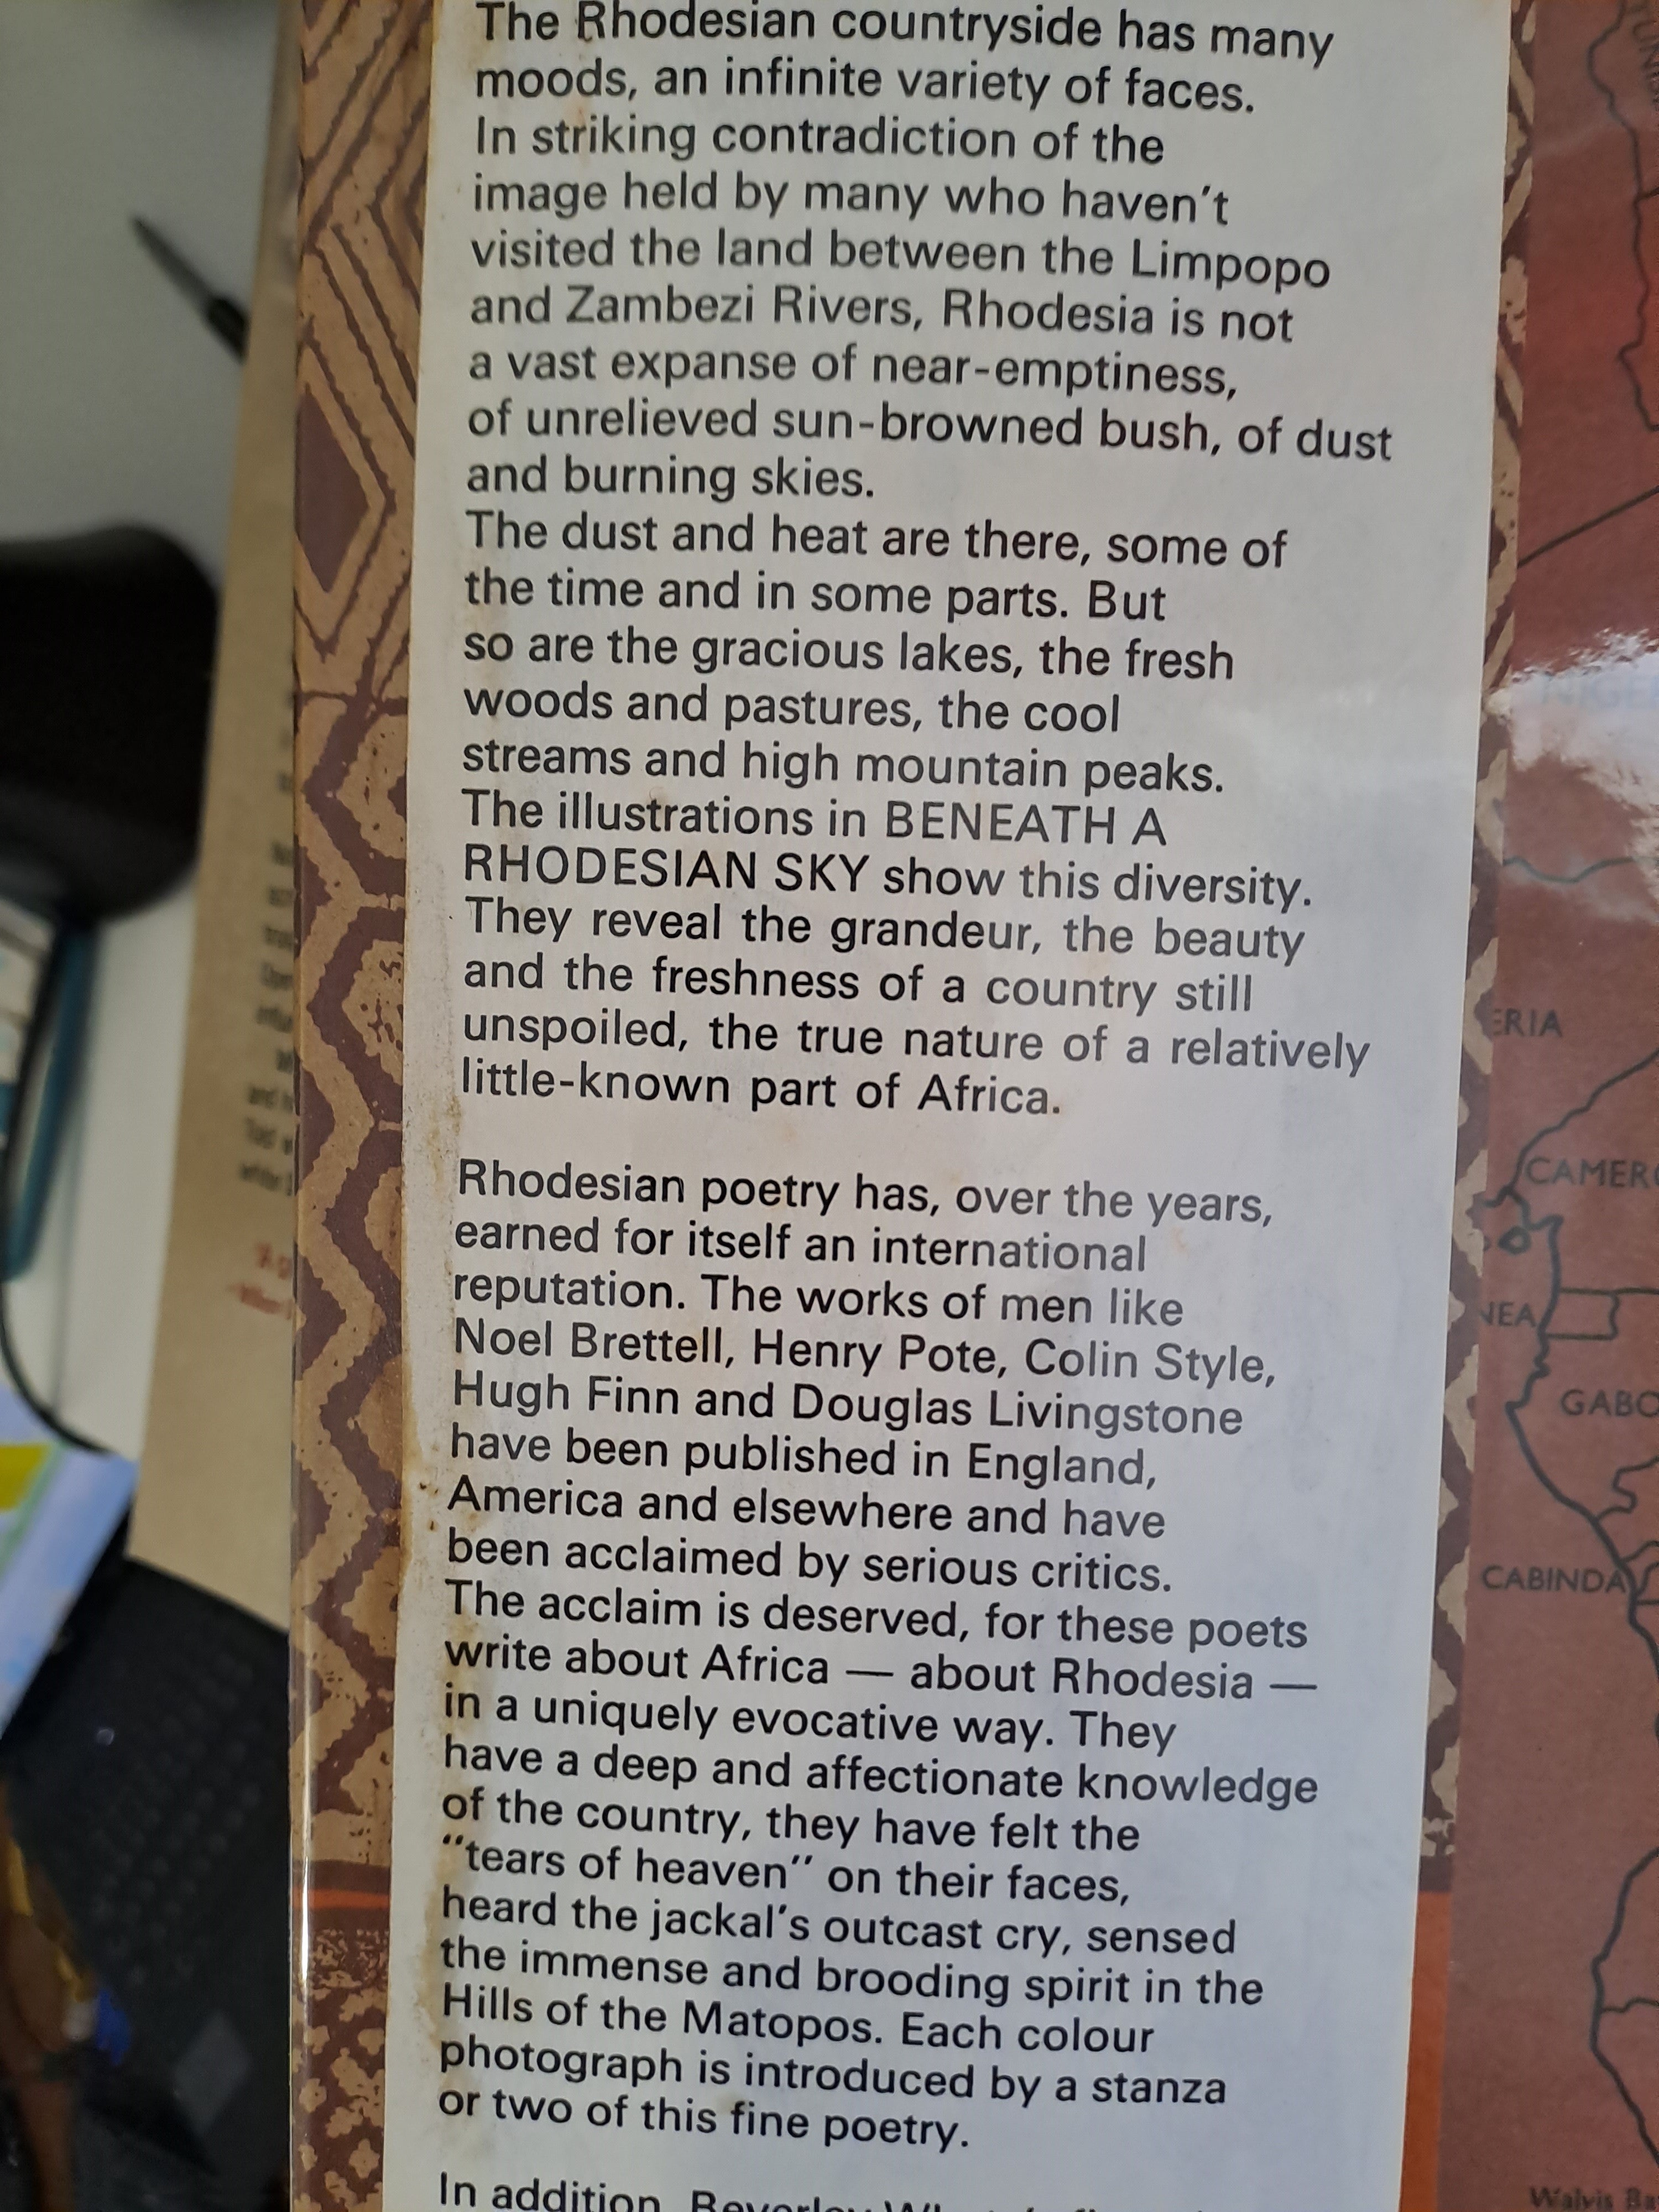 The Rhodesian countryside has many
moods, an infinite variety of faces.
In striking contradiction of the
image held by many who haven't
visited the land between the Limpopo
and Zambezi Rivers, Rhodesia is not
a vast expanse of near-emptiness,
of unrelieved sun-browned bush, of dust
and burning skies.
The dust and heat are there, some of
the time and in some parts. But
so are the gracious lakes, the fresh
woods and pastures, the cool
streams and high mountain peaks.
The illustrations in BENEATH A
RHODESIAN SKY show this diversity.
They reveal the grandeur, the beauty
and the freshness of a country still
unspoiled, the true nature of a relatively
little-known part of Africa.
Rhodesian poetry has, over the years,
earned for itself an international
reputation. The works of men like
Noel Brettell, Henry Pote, Colin Style,
Hugh Finn and Douglas Livingstone
have been published in England,
America and elsewhere and have
been acclaimed by serious critics.
The acclaim is deserved, for these poets
write about Africa — about Rhodesia —
in a uniquely evocative way. They
have a deep and affectionate knowledge
of the country, they have felt the
"tears of heaven" on their faces,
heard the jackal's outcast cry, sensed
the immense and brooding spirit in the
Hills of the Matopos. Each colour
photograph is introduced by a stanza
or two of this fine poetry.
In addition, Beverley
ERIA
CAMER
NEA
GABO
CABINDA
Walvis Ba